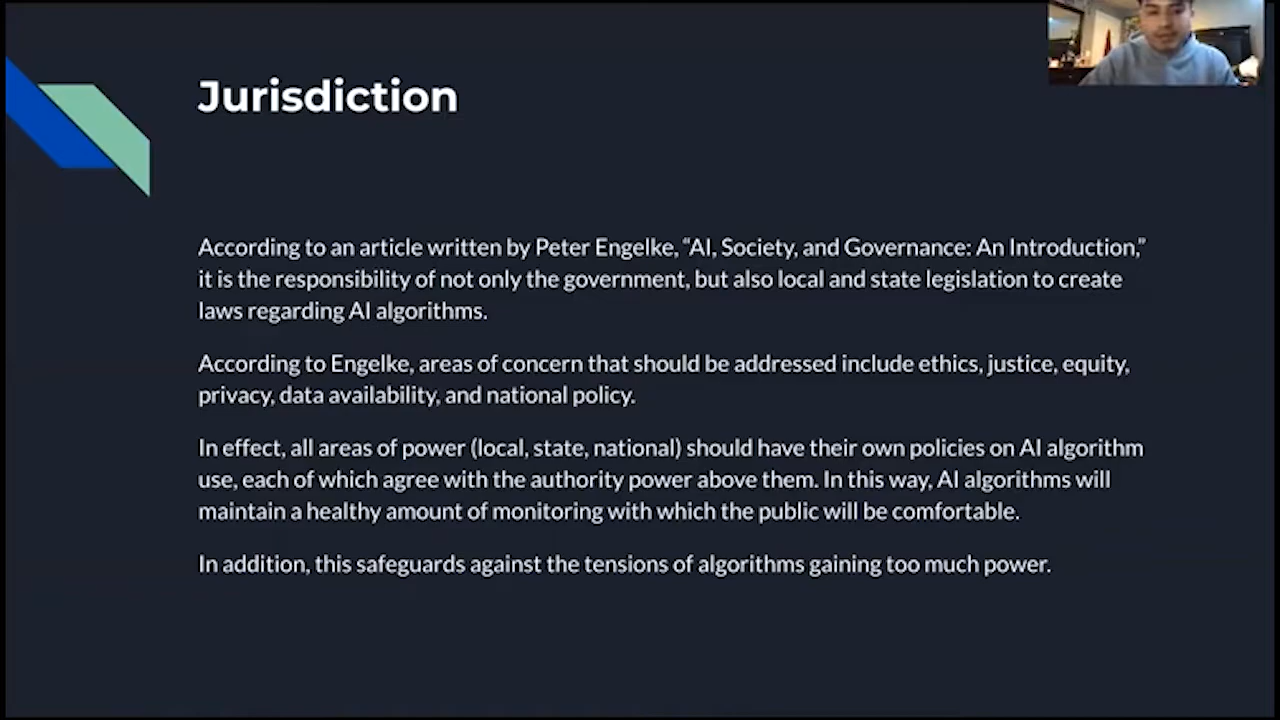 Jurisdiction
According to an article written by Peter Engelke, “AI, Society, and Governance: An Introduction,”
it is the responsibility of not only the government, but also local and state legislation to create
laws regarding AI algorithms.
According to Engelke, areas of concern that should be addressed include ethics, justice, equity,
privacy, data availability, and national policy.
In effect, all areas of power (local, state, national) should have their own policies on AI algorithm
use, each of which agree with the authority power above them. In this way, AI algorithms will
maintain a healthy amount of monitoring with which the public will be comfortable.
In addition, this safeguards against the tensions of algorithms gaining too much power.